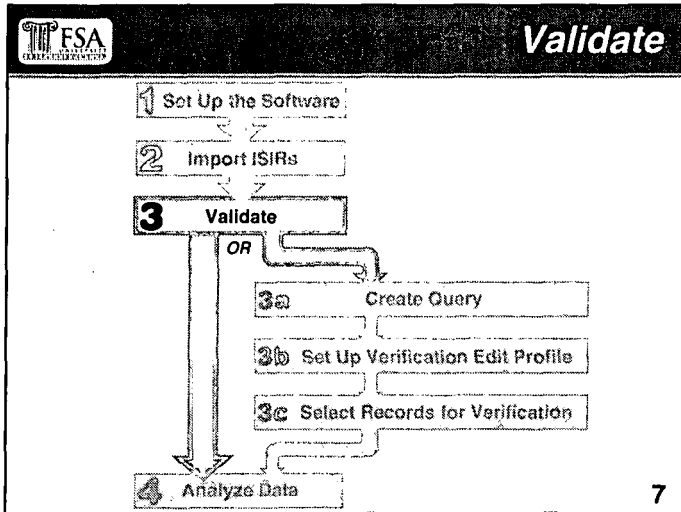 FSA
UNIVERSITY
Validate
1 Set Up the Software
2 Import ISIRs
3 Validate
OR
3a Create Query
3b Set Up Verification Edit Profile
3c Select Records for Verification
4 Analyze Data
7